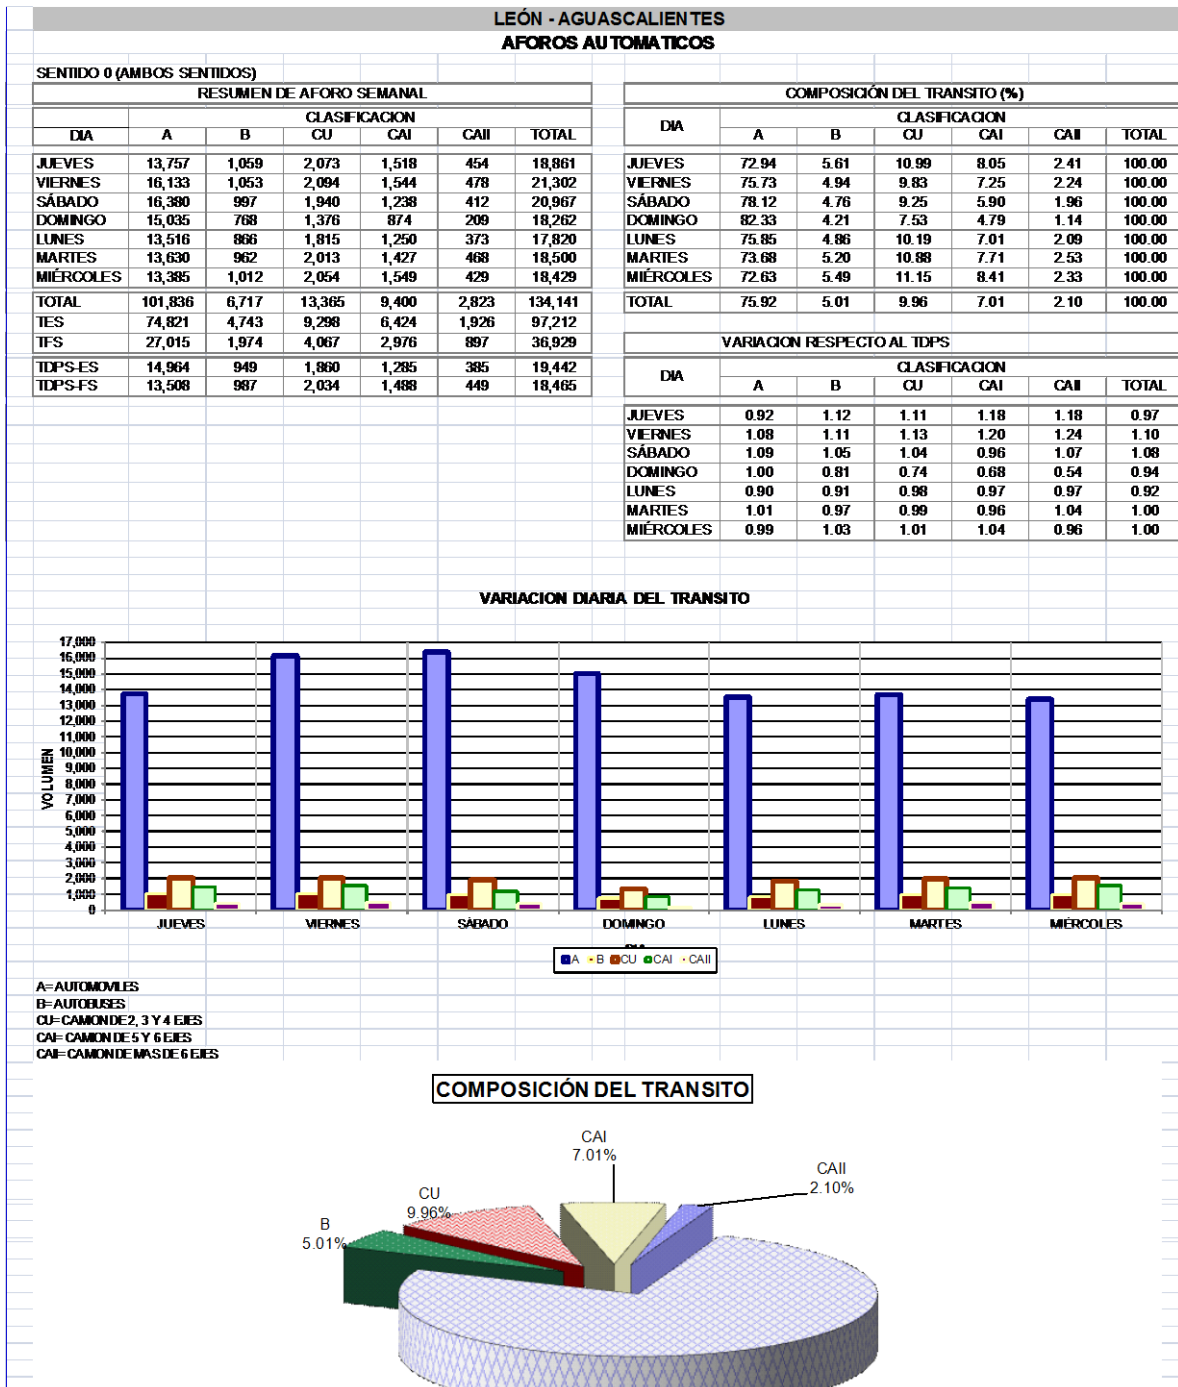 LEÓN - AGUASCALIENTES
AFOROS AUTOMATICOS
SENTIDO 0 (AMBOS SENTIDOS)
RESUMEN DE AFORO SEMANAL
DIA CLASIFICACION
A B CU CAI CAII TOTAL
JUEVES 13,757 1,059 2,073 1,518 454 18,861
VIERNES 16,133 1,053 2,094 1,544 478 21,302
SÁBADO 16,380 997 1,940 1,238 412 20,967
DOMINGO 15,035 768 1,376 874 209 18,262
LUNES 13,516 866 1,815 1,250 373 17,820
MARTES 13,630 962 2,013 1,427 468 18,500
MIÉRCOLES 13,385 1,012 2,054 1,549 429 18,429
TOTAL 101,836 6,717 13,365 9,400 2,823 134,141
TES 74,821 4,743 9,298 6,424 1,926 97,212
TFS 27,015 1,974 4,067 2,976 897 36,929
TDPS-ES 14,964 949 1,860 1,285 385 19,442
TDPS-FS 13,508 987 2,034 1,488 449 18,465
COMPOSICIÓN DEL TRANSITO (%)
DIA CLASIFICACION
A B CU CAI CAII TOTAL
JUEVES 72.94 5.61 10.99 8.05 2.41 100.00
VIERNES 75.73 4.94 9.83 7.25 2.24 100.00
SÁBADO 78.12 4.76 9.25 5.90 1.96 100.00
DOMINGO 82.33 4.21 7.53 4.79 1.14 100.00
LUNES 75.85 4.86 10.19 7.01 2.09 100.00
MARTES 73.68 5.20 10.88 7.71 2.53 100.00
MIÉRCOLES 72.63 5.49 11.15 8.41 2.33 100.00
TOTAL 75.92 5.01 9.96 7.01 2.10 100.00
VARIACION RESPECTO AL TDPS
DIA CLASIFICACION
A B CU CAI CAII TOTAL
JUEVES 0.92 1.12 1.11 1.18 1.18 0.97
VIERNES 1.08 1.11 1.13 1.20 1.24 1.10
SÁBADO 1.09 1.05 1.04 0.96 1.07 1.08
DOMINGO 1.00 0.81 0.74 0.68 0.54 0.94
LUNES 0.90 0.91 0.98 0.97 0.97 0.92
MARTES 1.01 0.97 0.99 0.96 1.04 1.00
MIÉRCOLES 0.99 1.03 1.01 1.04 0.96 1.00
VARIACION DIARIA DEL TRANSITO
VOLUMEN
17,000
16,000
15,000
14,000
13,000
12,000
11,000
10,000
9,000
8,000
7,000
6,000
5,000
4,000
3,000
2,000
1,000
0
JUEVES VIERNES SÁBADO DOMINGO LUNES MARTES MIÉRCOLES
A B CU CAI CAII
A= AUTOMOVILES
B= AUTOBUSES
CU= CAMION DE 2, 3 Y 4 EJES
CAI= CAMION DE 5 Y 6 EJES
CAII= CAMION DE MAS DE 6 EJES
COMPOSICIÓN DEL TRANSITO
CAI
7.01%
CAII
2.10%
CU
9.96%
B
5.01%